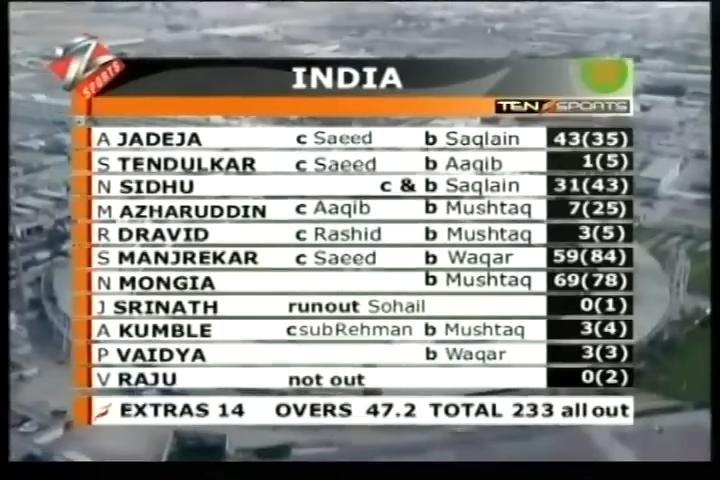 Z SPORTS
INDIA
TEN SPORTS
A JADEJA c Saeed b Saqlain 43(35)
S TENDULKAR c Saeed b Aaqib 1(5)
N SIDHU c & b Saqlain 31(43)
M AZHARUDDIN c Aaqib b Mushtaq 7(25)
R DRAVID c Rashid b Mushtaq 3(5)
S MANJREKAR c Saeed b Waqar 59(84)
N MONGIA b Mushtaq 69(78)
J SRINATH runout Sohail 0(1)
A KUMBLE csubRehman b Mushtaq 3(4)
P VAIDYA b Waqar 3(3)
V RAJU not out 0(2)
EXTRAS 14 OVERS 47.2 TOTAL 233 all out